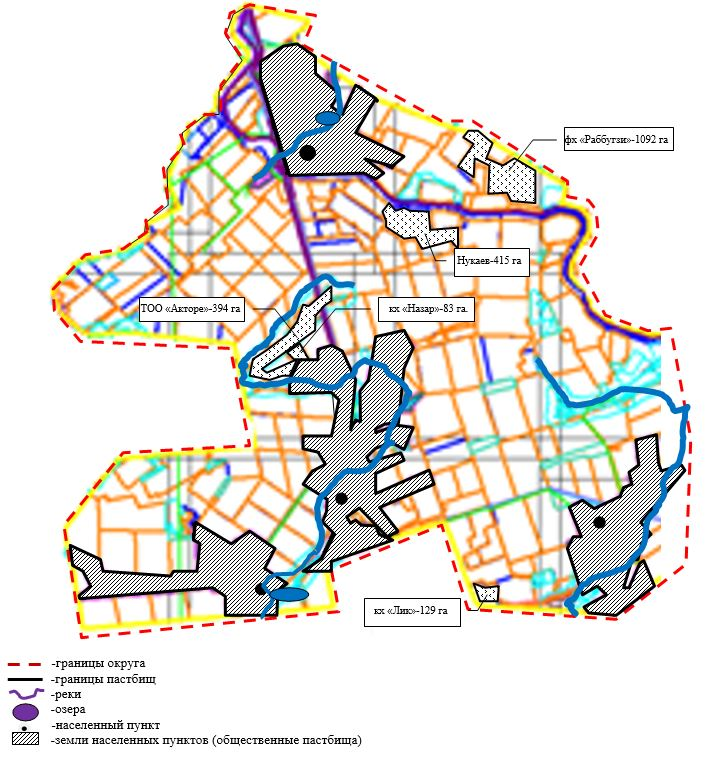 фх «Раббугзи»-1092 га
Нукаев-415 га
ТОО «Акторе»-394 га
кх «Назар»-83 га.
кх «Лик»-129 га
-границы округа
-границы пастбищ
-реки
-озера
-населенный пункт
-земли населенных пунктов (общественные пастбища)